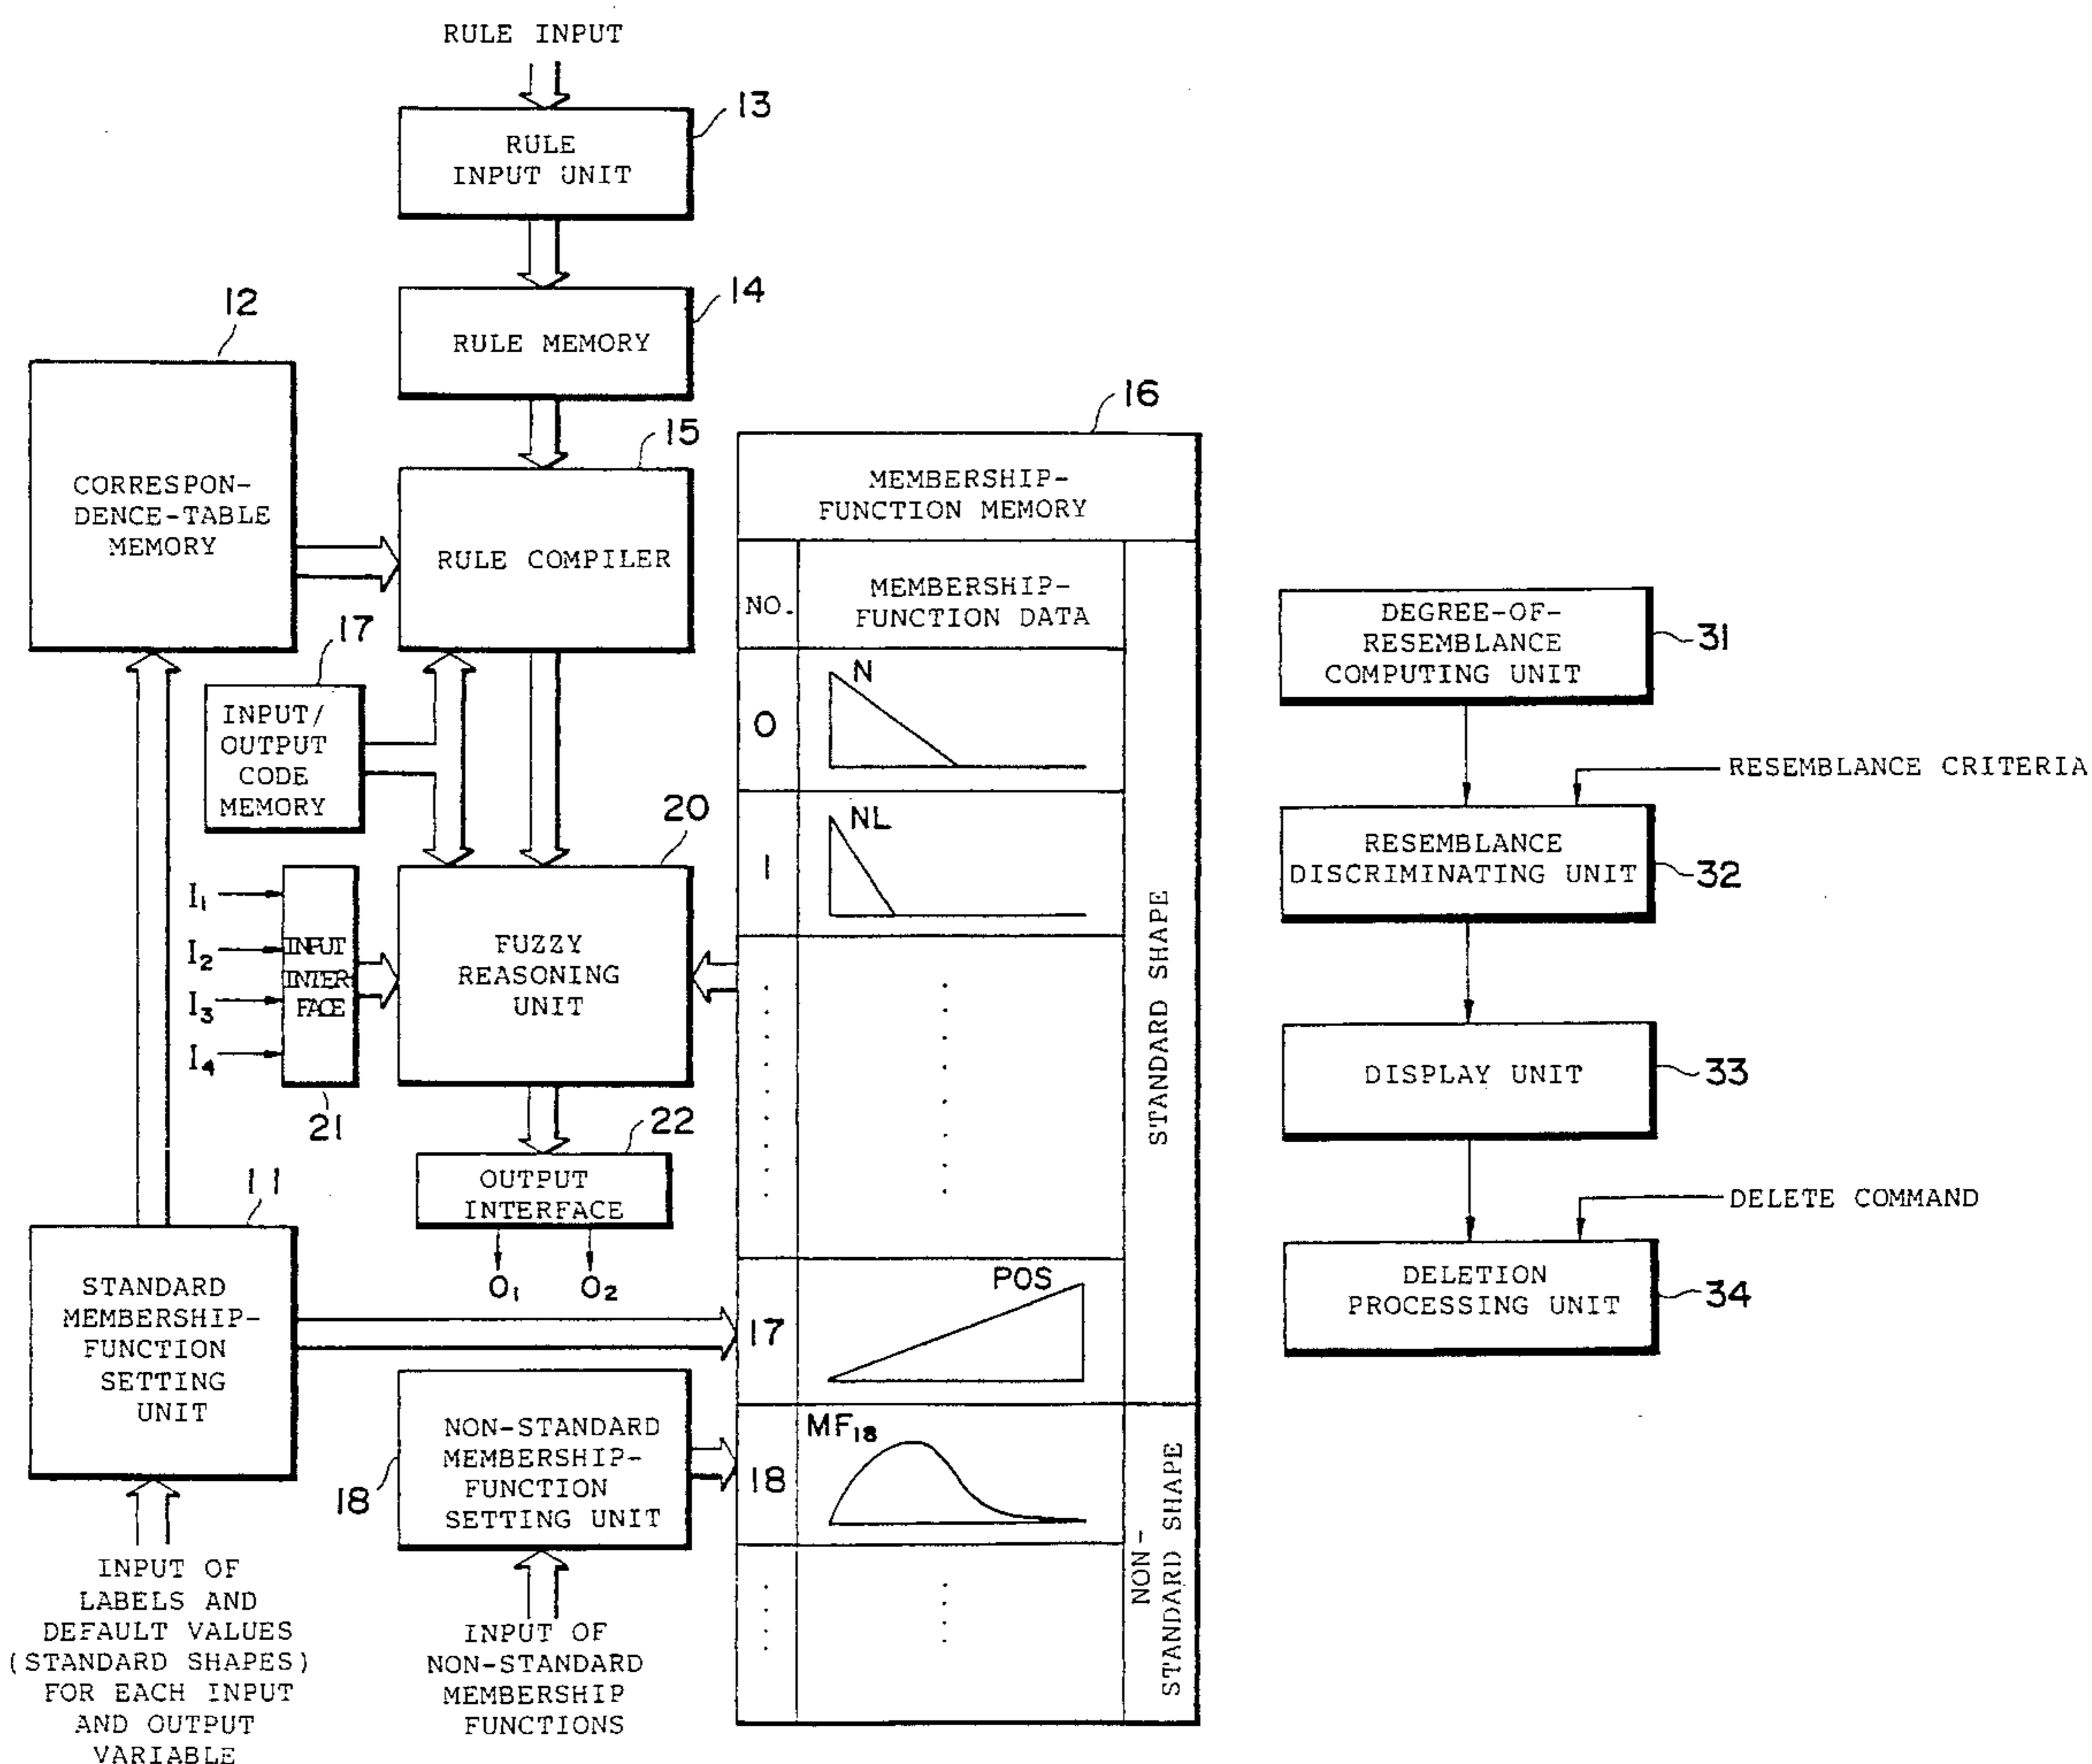 RULE INPUT
13
RULE
INPUT UNIT
14
RULE MEMORY
12
CORRESPON-
DENCE-TABLE
MEMORY
15
RULE COMPILER
17
INPUT/
OUTPUT
CODE
MEMORY
20
FUZZY
REASONING
UNIT
I₁
I₂
I₃
I₄
INPUT
INTER-
FACE
21
22
OUTPUT
INTERFACE
O₁
O₂
11
STANDARD
MEMBERSHIP-
FUNCTION
SETTING
UNIT
INPUT OF
LABELS AND
DEFAULT VALUES
(STANDARD SHAPES)
FOR EACH INPUT
AND OUTPUT
VARIABLE
18
NON-STANDARD
MEMBERSHIP-
FUNCTION
SETTING UNIT
INPUT OF
NON-STANDARD
MEMBERSHIP
FUNCTIONS
16
MEMBERSHIP-
FUNCTION MEMORY
NO.
MEMBERSHIP-
FUNCTION DATA
0
N
1
NL
17
POS
18
MF₁₈
STANDARD SHAPE
NON-
STANDARD SHAPE
DEGREE-OF-
RESEMBLANCE
COMPUTING UNIT
31
RESEMBLANCE CRITERIA
RESEMBLANCE
DISCRIMINATING UNIT
32
DISPLAY UNIT
33
DELETE COMMAND
DELETION
PROCESSING UNIT
34